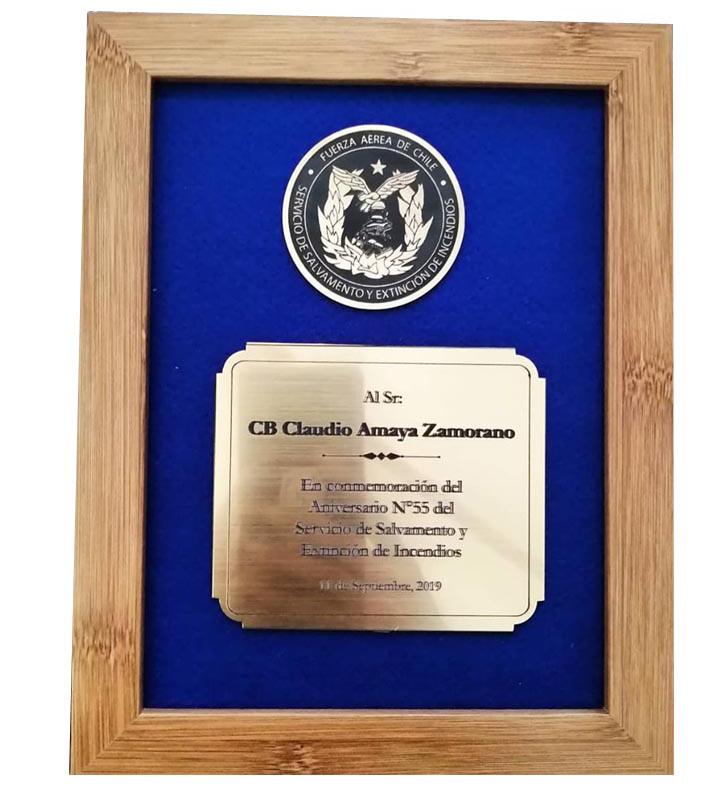 FUERZA AEREA DE CHILE
SERVICIO DE SALVAMENTO Y EXTINCION DE INCENDIOS
Al Sr:
CB Claudio Amaya Zamorano
En conmemoración del
Aniversario N°55 del
Servicio de Salvamento y
Extinción de Incendios
11 de Septiembre, 2019